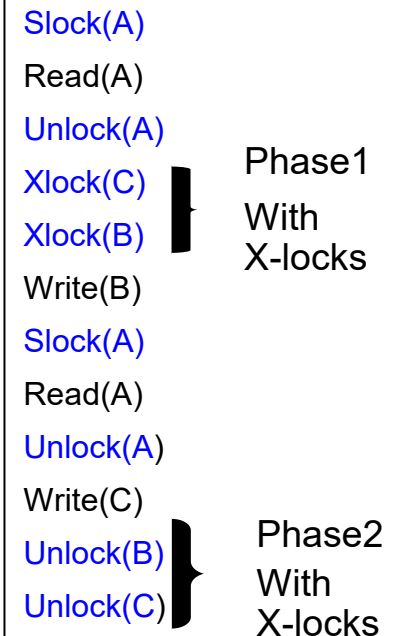 Slock(A)
Read(A)
Unlock(A)
Xlock(C)
Xlock(B)
Write(B)
Slock(A)
Read(A)
Unlock(A)
Write(C)
Unlock(B)
Unlock(C)
Phase1
With
X-locks
Phase2
With
X-locks